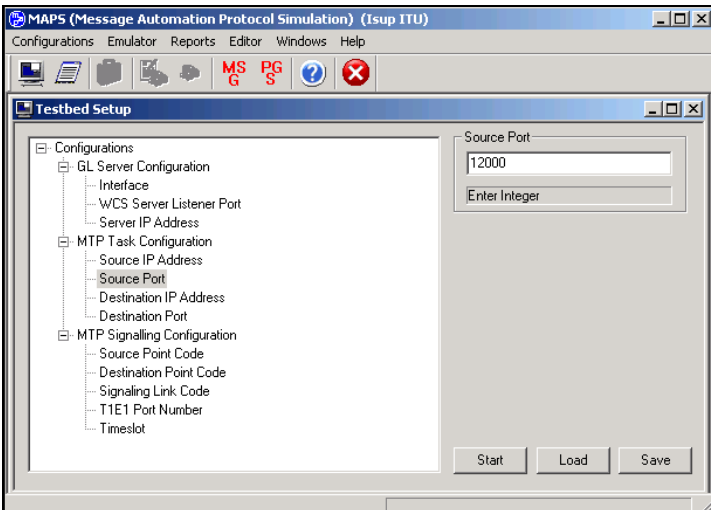 MAPS (Message Automation Protocol Simulation) (Isup ITU)
Configurations Emulator Reports Editor Windows Help
MS
G
PG
S
Testbed Setup
Configurations
GL Server Configuration
Interface
WCS Server Listener Port
Server IP Address
MTP Task Configuration
Source IP Address
Source Port
Destination IP Address
Destination Port
MTP Signalling Configuration
Source Point Code
Destination Point Code
Signaling Link Code
T1E1 Port Number
Timeslot
Source Port
12000
Enter Integer
Start Load Save